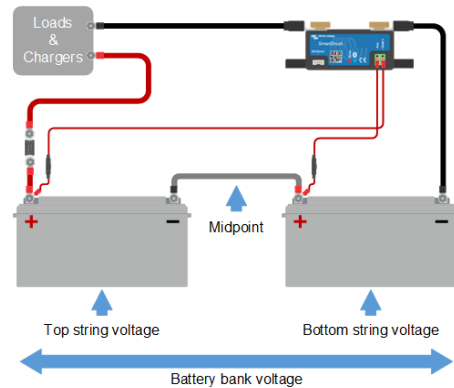 Loads
&
Chargers
SmartShunt
+
−
+
−
Midpoint
Top string voltage
Bottom string voltage
Battery bank voltage